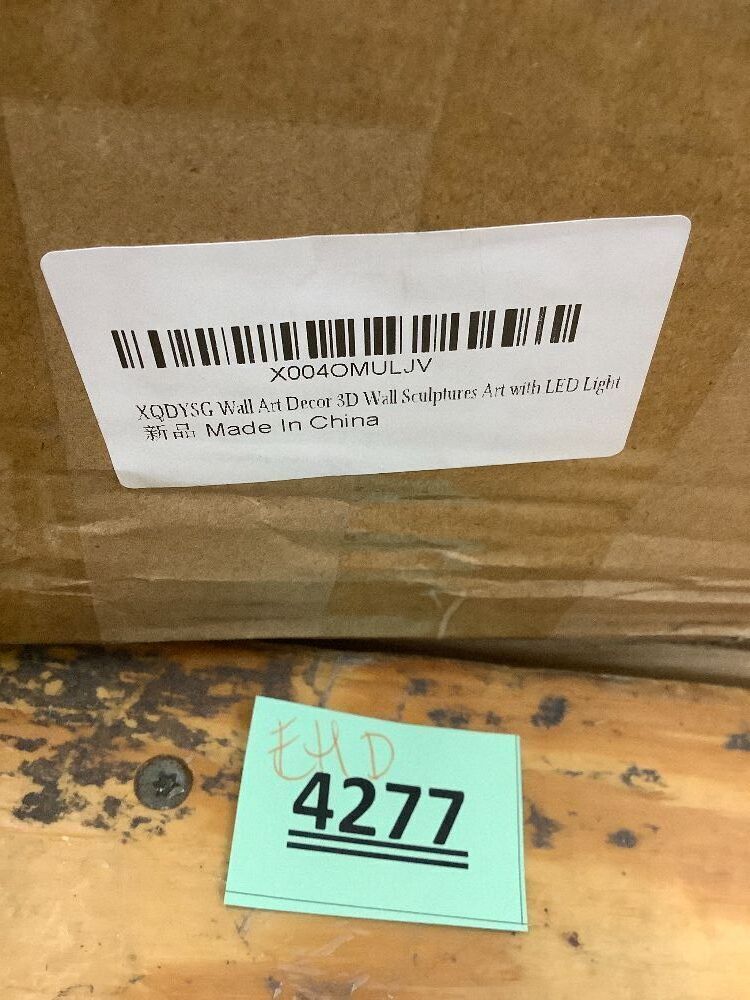 X004OMULJV
XQDYSG Wall Art Decor 3D Wall Sculptures Art with LED Light
新品 Made In China
EHD
4277